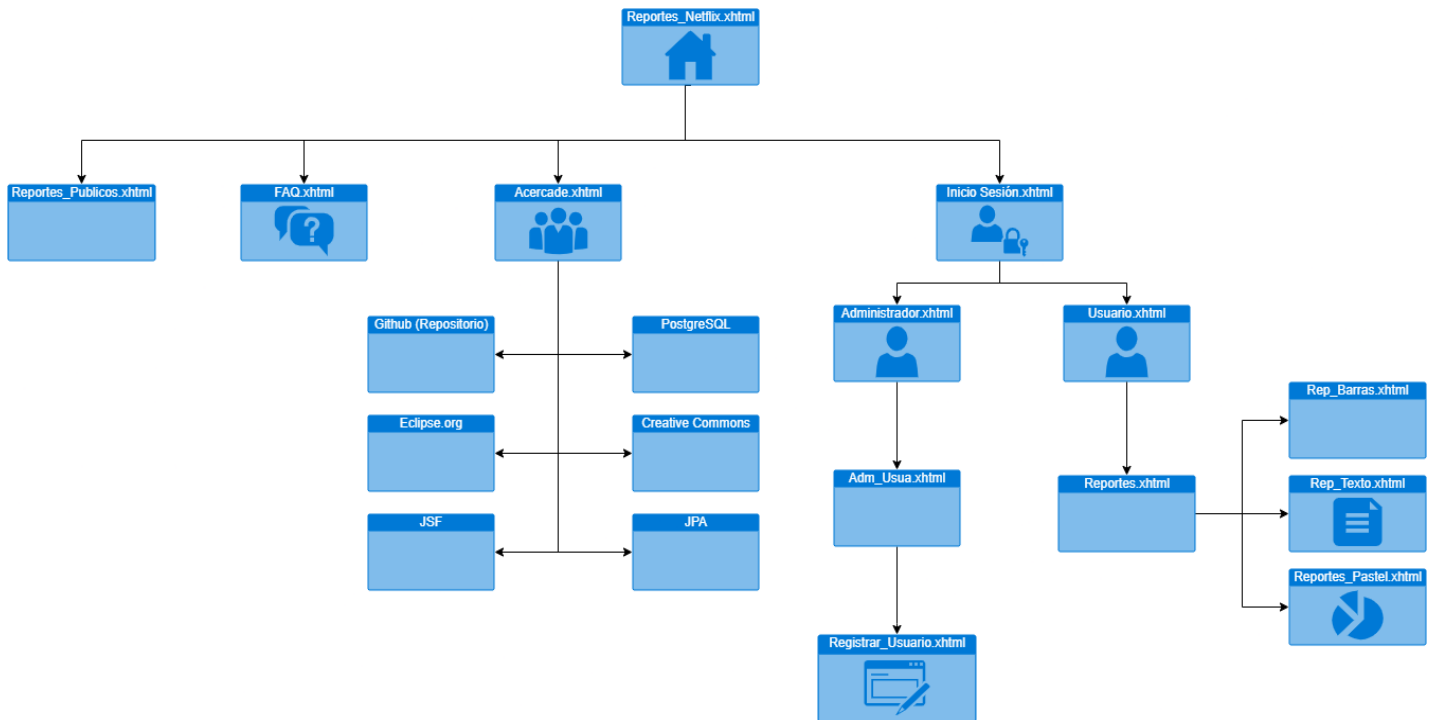 Reportes_Netflix.xhtml
Reportes_Publicos.xhtml
FAQ.xhtml
?
Acercade.xhtml
Inicio Sesión.xhtml
Github (Repositorio)
PostgreSQL
Eclipse.org
Creative Commons
JSF
JPA
Administrador.xhtml
Usuario.xhtml
Adm_Usua.xhtml
Reportes.xhtml
Rep_Barras.xhtml
Rep_Texto.xhtml
Reportes_Pastel.xhtml
Registrar_Usuario.xhtml